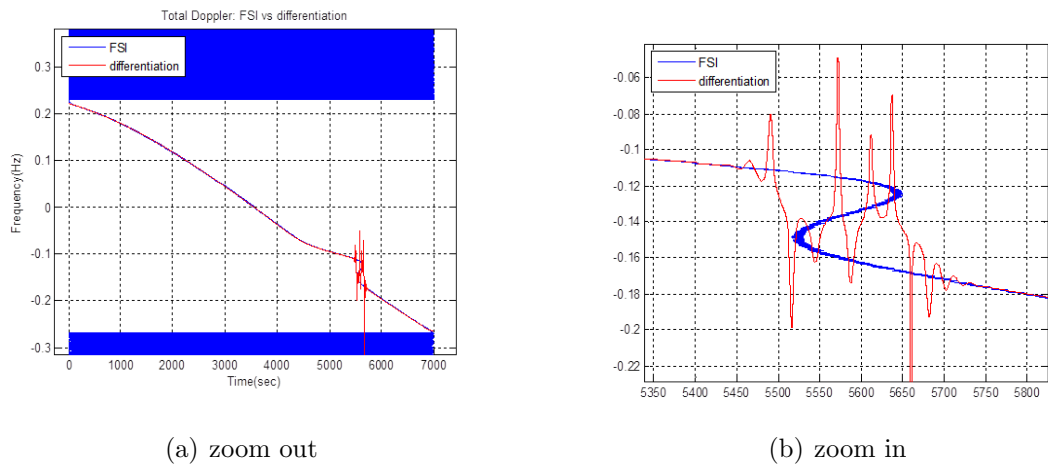 Total Doppler: FSI vs differentiation
FSI
differentiation
Frequency(Hz)
0.3
0.2
0.1
0
-0.1
-0.2
-0.3
0 1000 2000 3000 4000 5000 6000 7000
Time(sec)
(a) zoom out
FSI
differentiation
-0.06
-0.08
-0.1
-0.12
-0.14
-0.16
-0.18
-0.2
-0.22
5350 5400 5450 5500 5550 5600 5650 5700 5750 5800
(b) zoom in